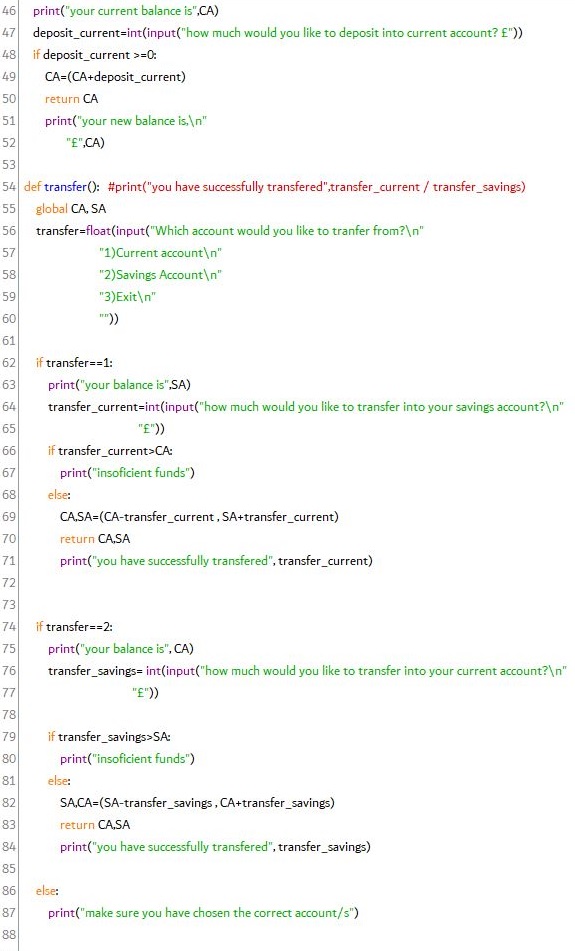 46 print("your current balance is",CA)
47 deposit_current=int(input("how much would you like to deposit into current account? £"))
48 if deposit_current >=0:
49 CA=(CA+deposit_current)
50 return CA
51 print("your new balance is,\n"
52 "£",CA)
53
54 def transfer(): #print("you have successfully transfered",transfer_current / transfer_savings)
55 global CA, SA
56 transfer=float(input("Which account would you like to tranfer from?\n"
57 "1)Current account\n"
58 "2)Savings Account\n"
59 "3)Exit\n"
60 ""))
61
62 if transfer==1:
63 print("your balance is",SA)
64 transfer_current=int(input("how much would you like to transfer into your savings account?\n"
65 "£"))
66 if transfer_current>CA:
67 print("insoficient funds")
68 else:
69 CA,SA=(CA-transfer_current , SA+transfer_current)
70 return CA,SA
71 print("you have successfully transfered", transfer_current)
72
73
74 if transfer==2:
75 print("your balance is", CA)
76 transfer_savings= int(input("how much would you like to transfer into your current account?\n"
77 "£"))
78
79 if transfer_savings>SA:
80 print("insoficient funds")
81 else:
82 SA,CA=(SA-transfer_savings , CA+transfer_savings)
83 return CA,SA
84 print("you have successfully transfered", transfer_savings)
85
86 else:
87 print("make sure you have chosen the correct account/s")
88